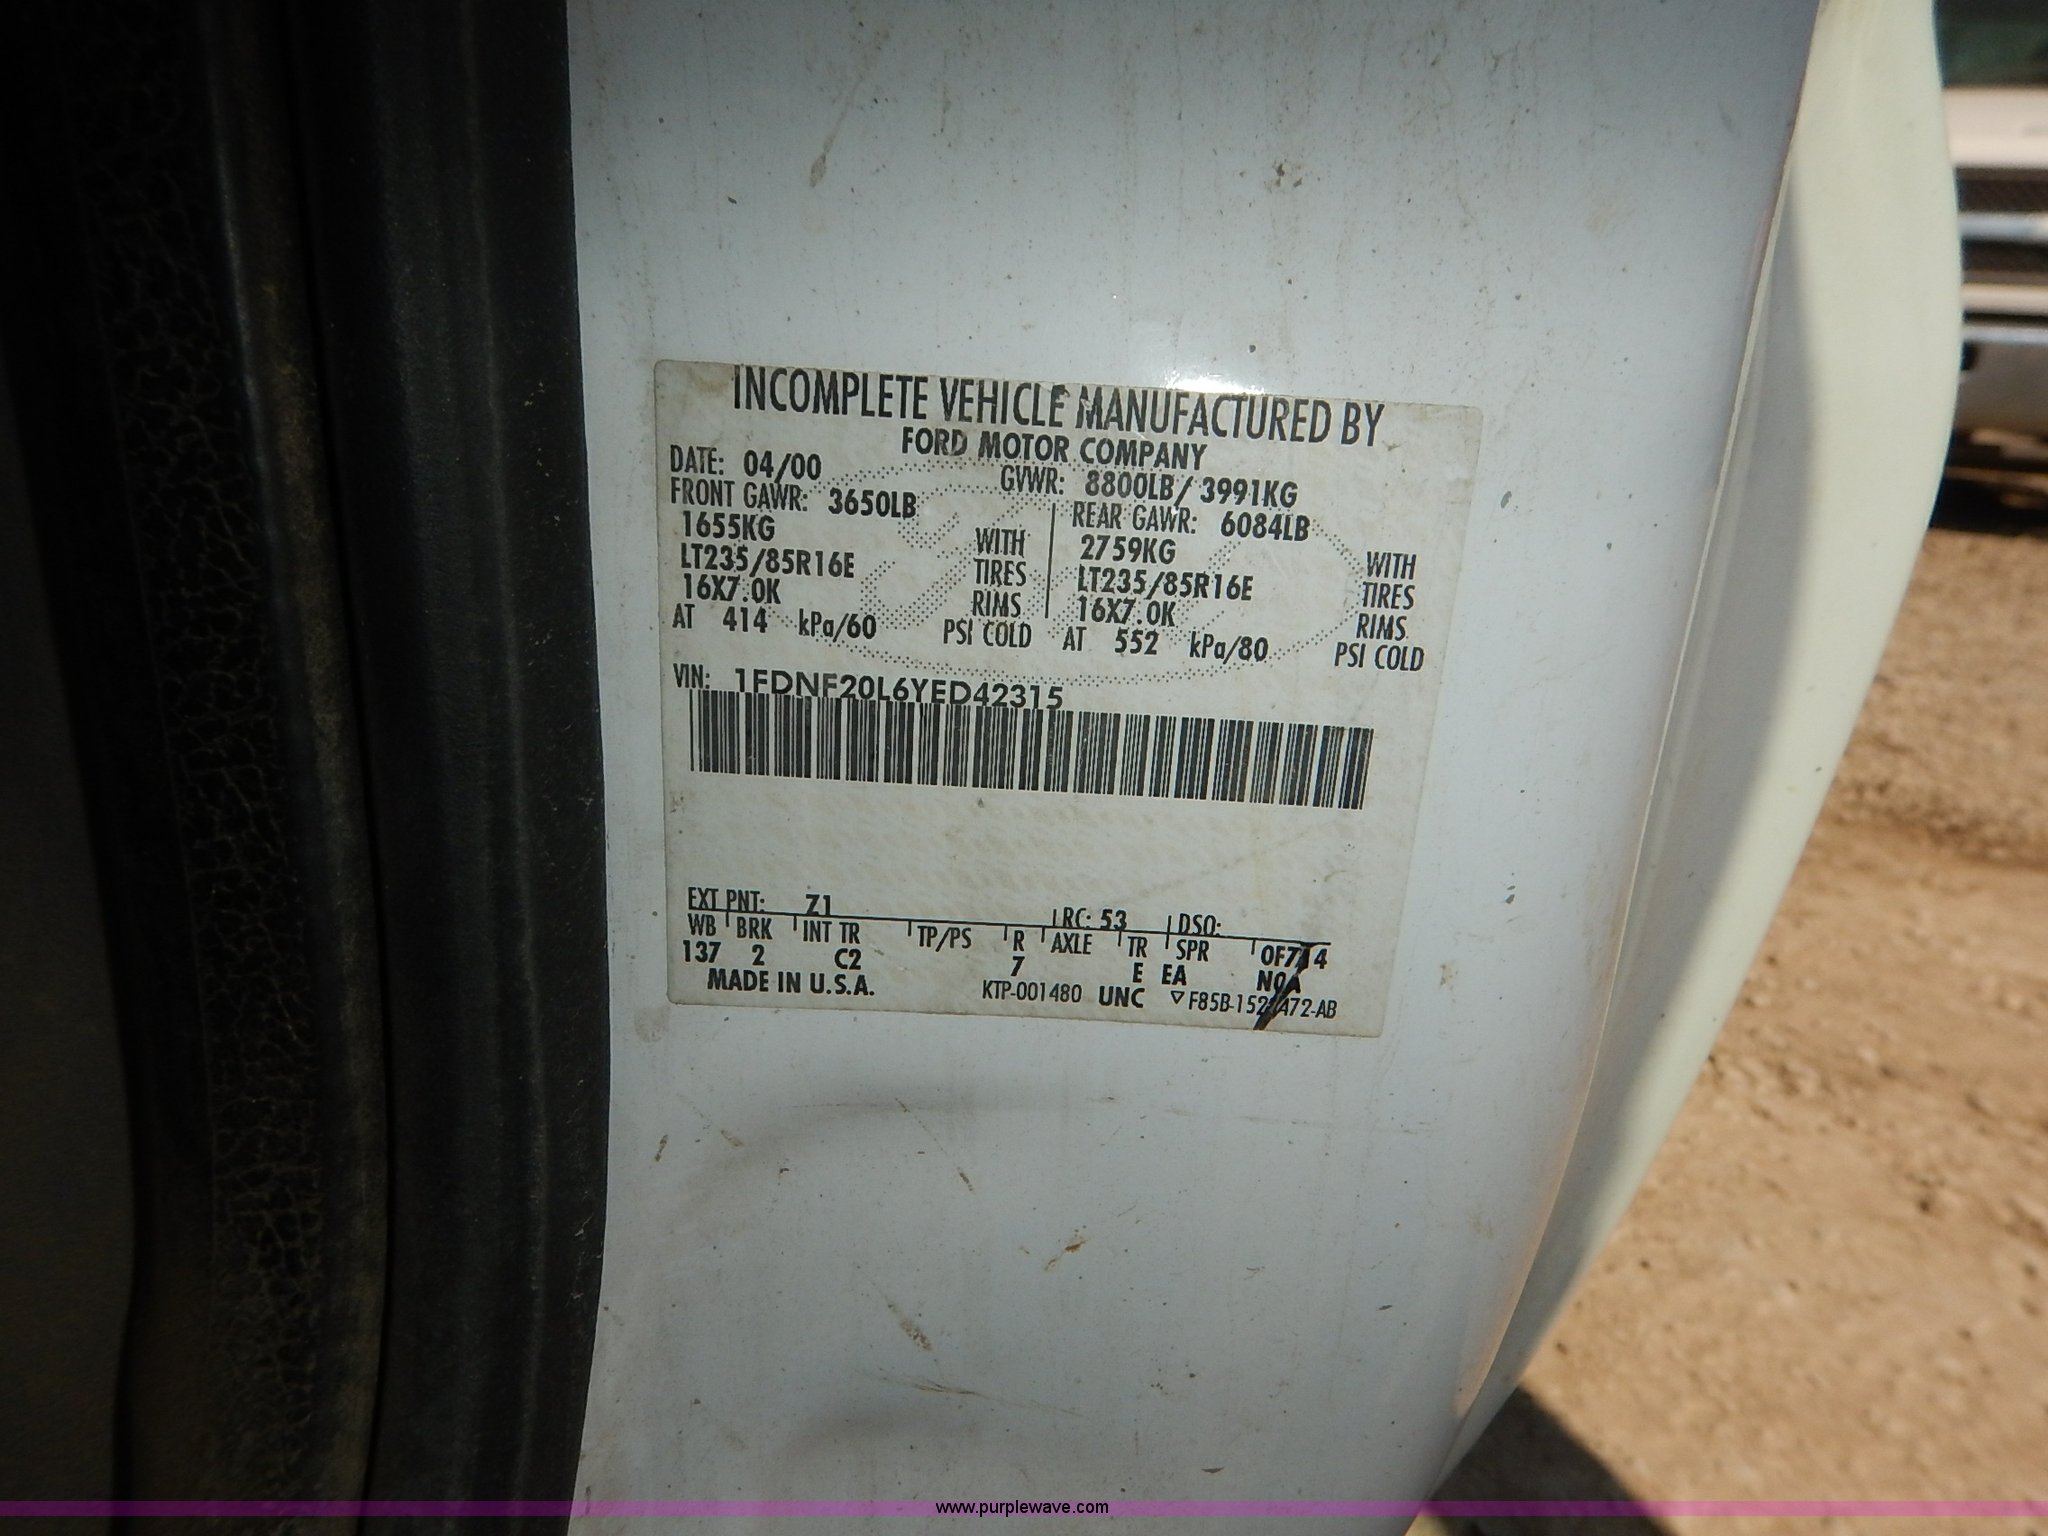 INCOMPLETE VEHICLE MANUFACTURED BY
FORD MOTOR COMPANY
DATE: 04/00 GVWR: 8800LB/ 3991KG
FRONT GAWR: 3650LB REAR GAWR: 6084LB
1655KG WITH 2759KG WITH
LT235/85R16E TIRES LT235/85R16E TIRES
16X7.0K RIMS 16X7.0K RIMS
AT 414 kPa/60 PSI COLD AT 552 kPa/80 PSI COLD
VIN: 1FDNF20L6YED42315
EXT PNT: Z1 RC: 53 DSO:
WB BRK INT TR TP/PS R AXLE TR SPR
137 2 C2 7 E EA
MADE IN U.S.A. KTP-001480 UNC
www.purplewave.com